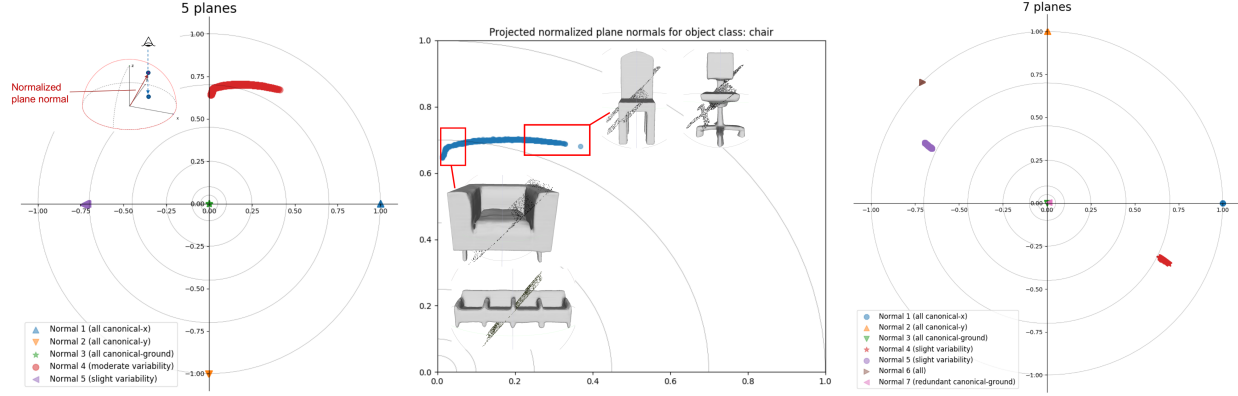 5 planes
Normalized
plane normal
1.00
0.75
0.50
0.25
0.00
−0.25
−0.50
−0.75
−1.00
−1.00 −0.75 −0.50 −0.25 0.00 0.25 0.50 0.75 1.00
Normal 1 (all canonical-x)
Normal 2 (all canonical-y)
Normal 3 (all canonical-ground)
Normal 4 (moderate variability)
Normal 5 (slight variability)
Projected normalized plane normals for object class: chair
1.0
0.8
0.6
0.4
0.2
0.0
0.0 0.2 0.4 0.6 0.8 1.0
7 planes
1.00
0.75
0.50
0.25
0.00
−0.25
−0.50
−0.75
−1.00
−1.00 −0.75 −0.50 −0.25 0.00 0.25 0.50 0.75 1.00
Normal 1 (all canonical-x)
Normal 2 (all canonical-y)
Normal 3 (all canonical-ground)
Normal 4 (slight variability)
Normal 5 (slight variability)
Normal 6 (all)
Normal 7 (redundant canonical-ground)